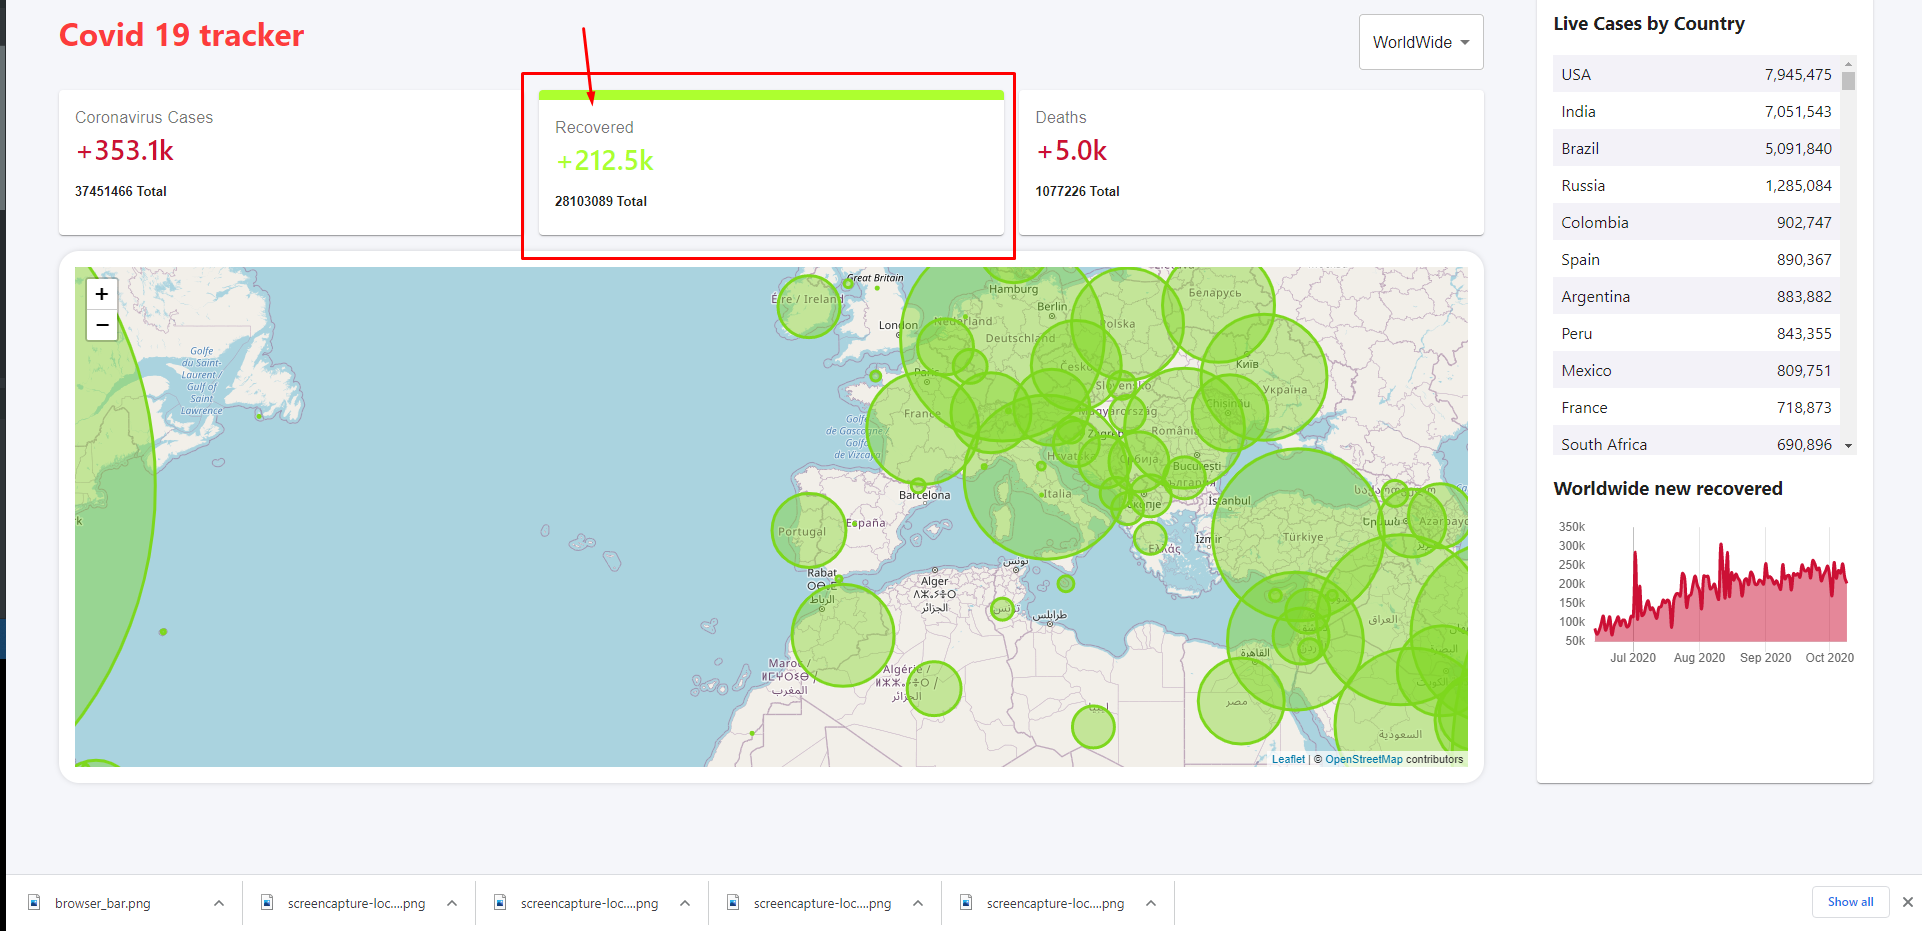 Covid 19 tracker
WorldWide
Coronavirus Cases
+353.1k
37451466 Total
Recovered
+212.5k
28103089 Total
Deaths
+5.0k
1077226 Total
+
−
Golfe
du Saint-
Laurent /
Gulf of
Saint
Lawrence
Great Britain
Éire / Ireland
London
Nederland
Hamburg
Berlin
Deutschland
Polska
Беларусь
Paris
Česko
Slovensko
Київ
Україна
France
Magyarország
Chișinău
România
Golfe
de Gascogne /
Golfo
de Vizcaya
Zagreb
Hrvatska
Србија
București
България
Barcelona
Italia
Скопје
İstanbul
España
Portugal
Ελλάς
İzmir
Türkiye
Rabat
الرباط
Alger
الجزائر
تونس
تونس
طرابلس
العراق
القاهرة
Maroc /
المغرب
Algérie /
الجزائر
ليبيا
مصر
السعودية
الكويت
Leaflet | © OpenStreetMap contributors
Live Cases by Country
USA 7,945,475
India 7,051,543
Brazil 5,091,840
Russia 1,285,084
Colombia 902,747
Spain 890,367
Argentina 883,882
Peru 843,355
Mexico 809,751
France 718,873
South Africa 690,896
Worldwide new recovered
350k
300k
250k
200k
150k
100k
50k
Jul 2020 Aug 2020 Sep 2020 Oct 2020
browser_bar.png
screencapture-loc....png
screencapture-loc....png
screencapture-loc....png
screencapture-loc....png
Show all